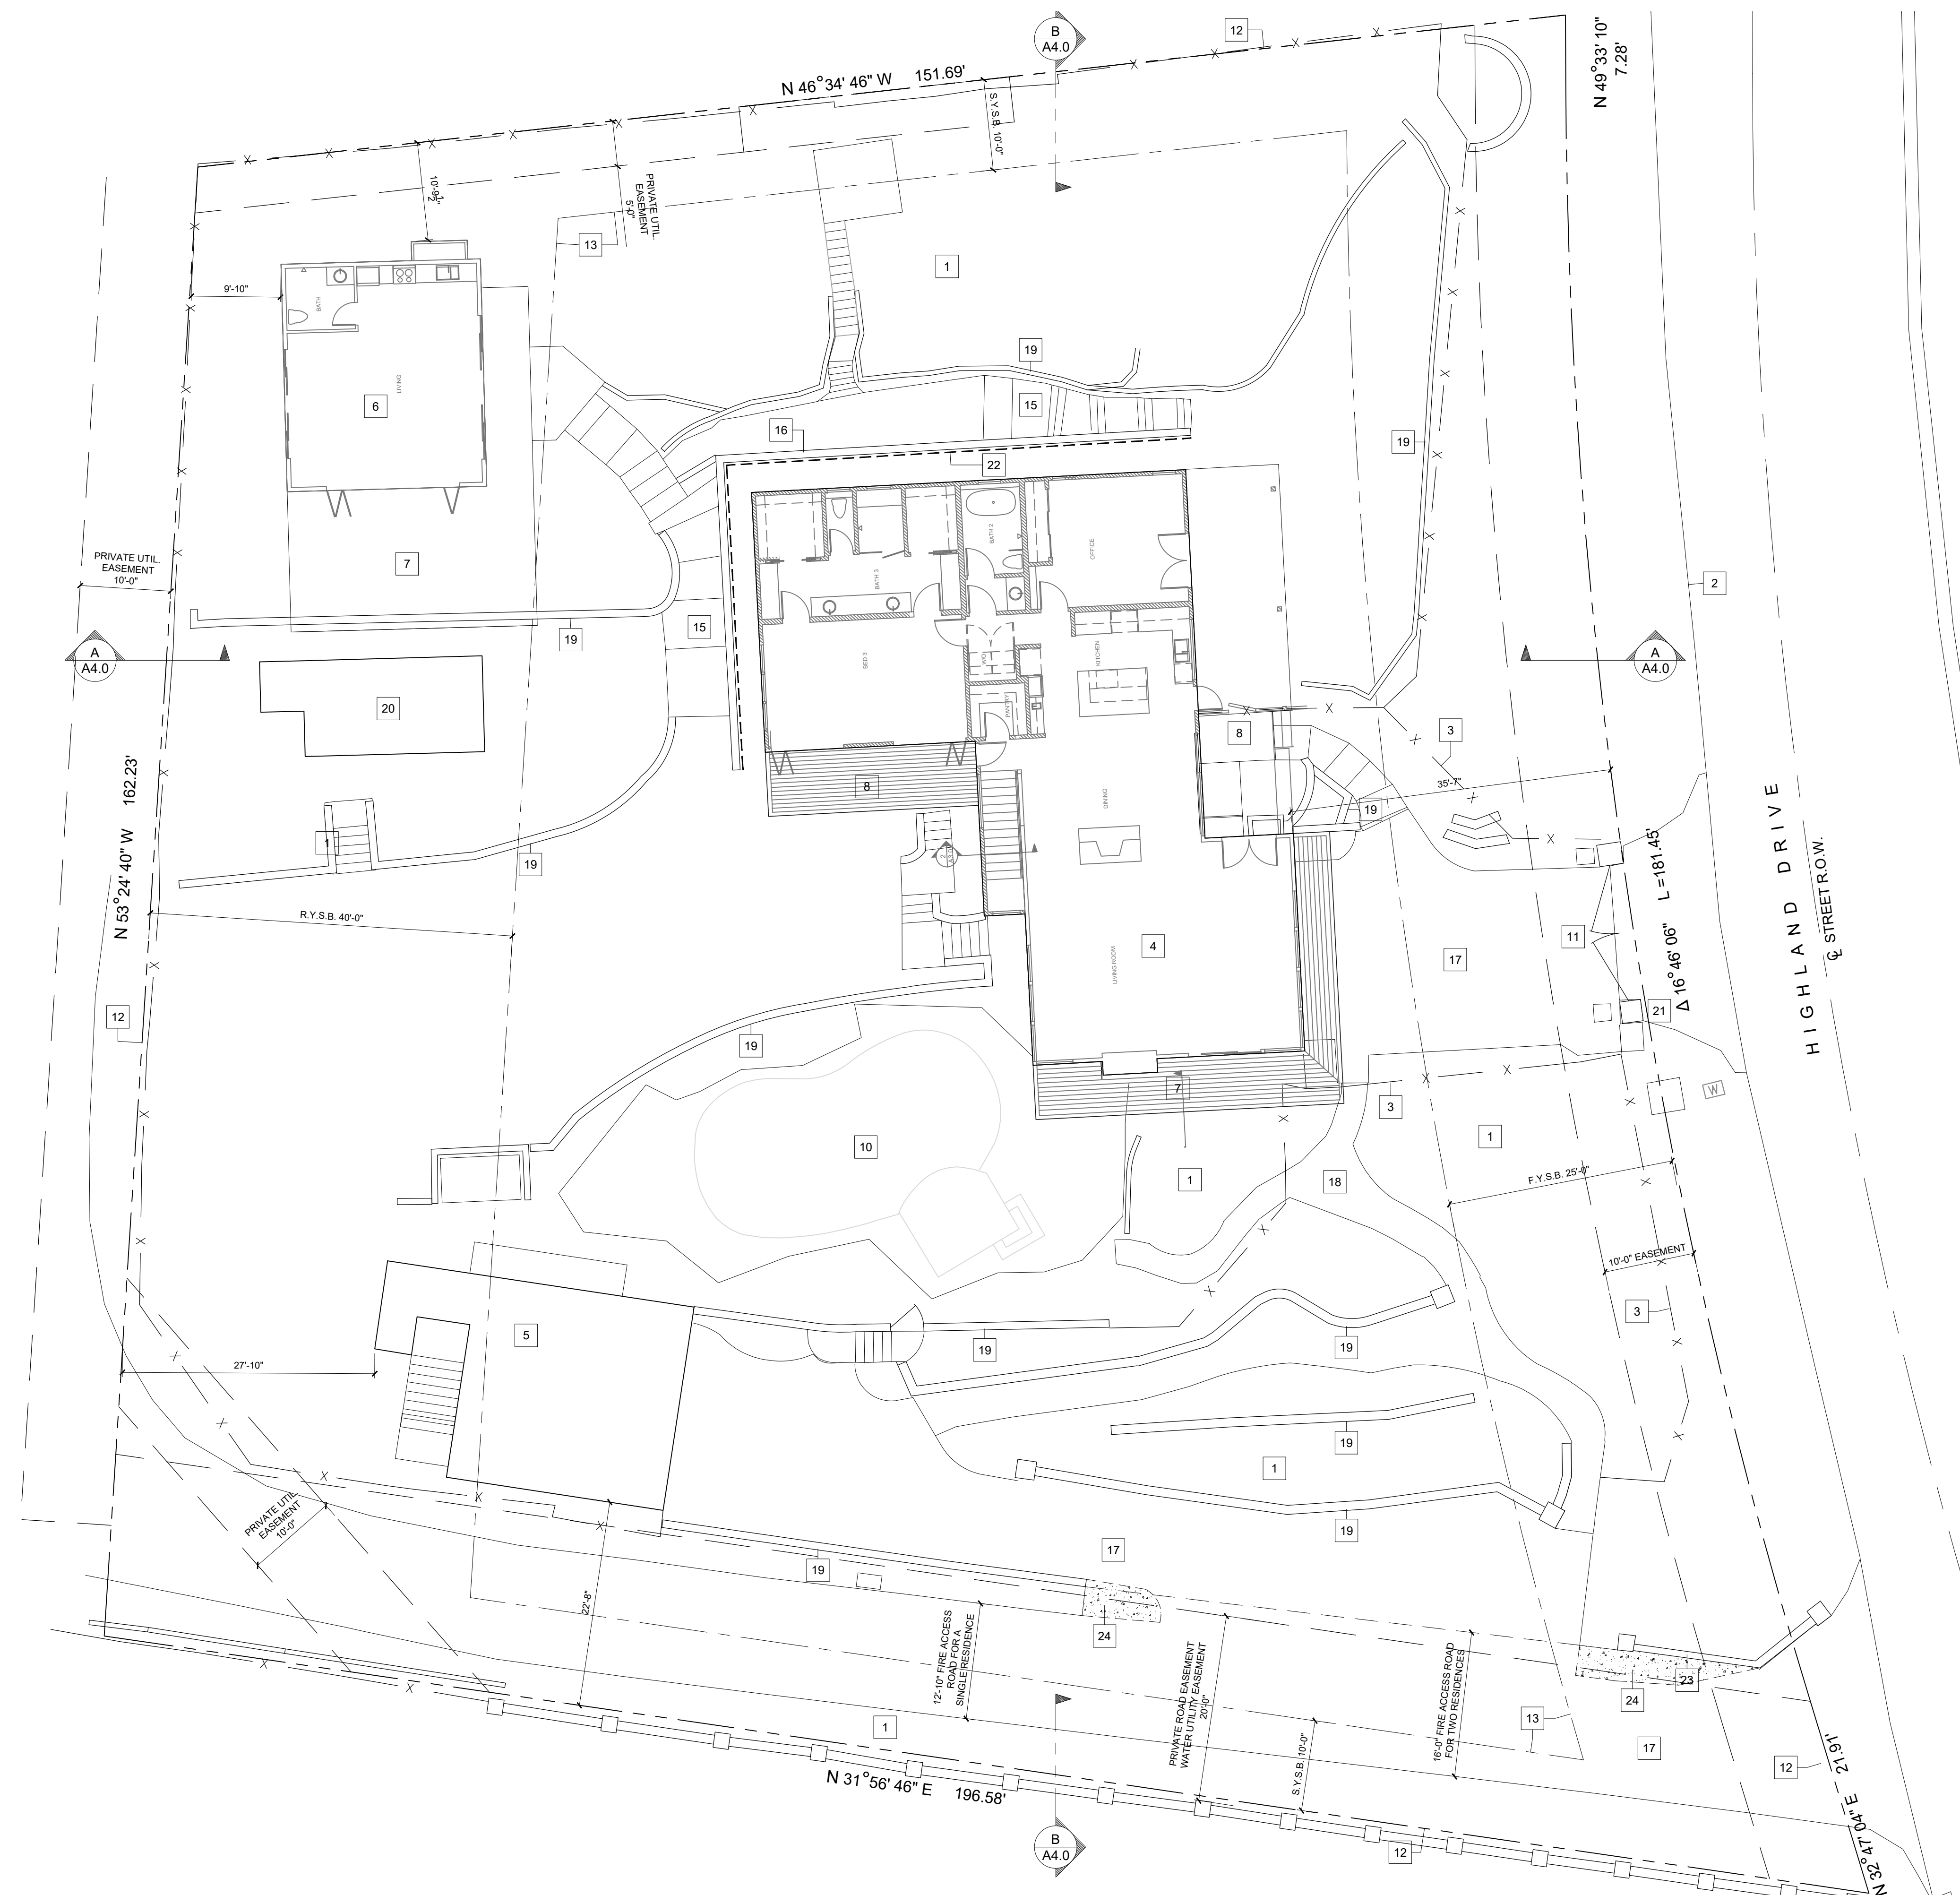 B
A4.0
12
N 49°33' 10"
7.28'
N 46°34' 46" W 151.69'
S.Y.S.B. 10'-0"
PRIVATE UTIL.
EASEMENT
5'-0"
13
1
9'-10"
BATH
LIVING
6
19
15
16
22
19
BATH 2
OFFICE
BATH 3
PRIVATE UTIL.
EASEMENT
10'-0"
7
2
19
15
A
A4.0
BED 3
W/D
KITCHEN
PANTRY
A
A4.0
20
8
3
35'-7"
8
DINING
19
1
19
N 53°24' 40" W 162.23'
R.Y.S.B. 40'-0"
4
LIVING ROOM
17
11
21
Δ 16°46' 06" L =181.45'
HIGHLAND DRIVE
℄ STREET R.O.W.
12
19
7
3
W
10
1
18
1
F.Y.S.B. 25'-0"
10'-0" EASEMENT
3
5
19
19
27'-10"
19
1
PRIVATE UTIL.
EASEMENT
10'-0"
19
17
19
22'-8"
24
12'-10" FIRE ACCESS
ROAD FOR A
SINGLE RESIDENCE
PRIVATE ROAD EASEMENT
WATER UTILITY EASEMENT
20'-0"
16'-0" FIRE ACCESS ROAD
FOR TWO RESIDENCES
23
24
13
17
1
S.Y.S.B. 10'-0"
12
N 31°56' 46" E 196.58'
B
A4.0
12
N 32°47' 04" E 21.91'